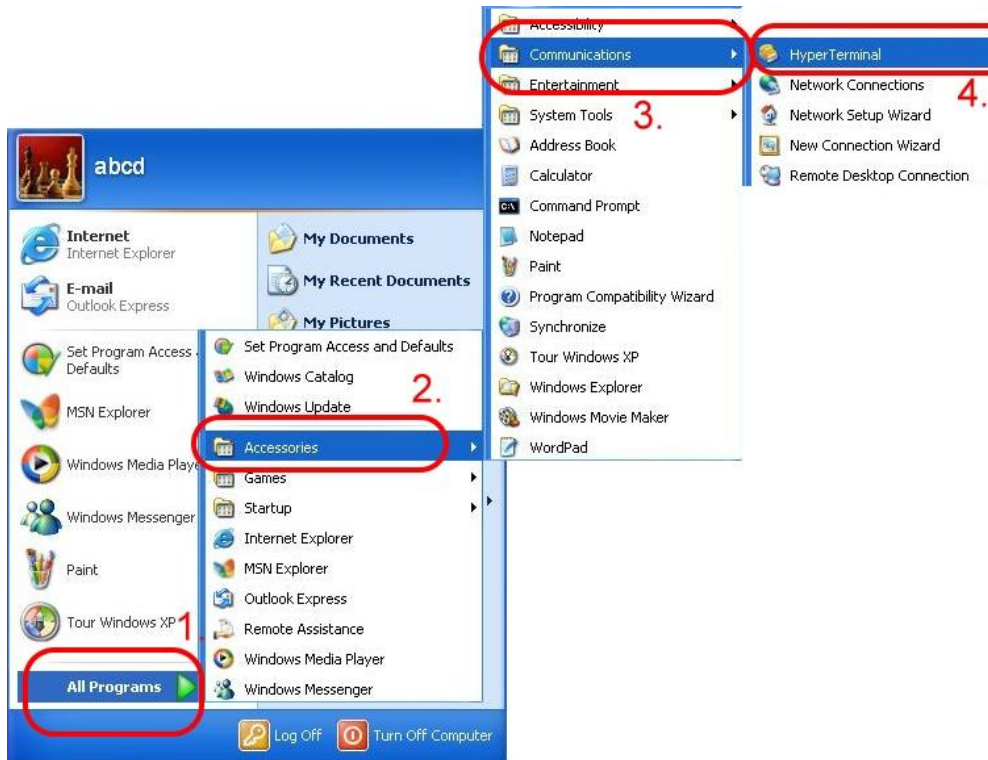 abcd
Internet
Internet Explorer
E-mail
Outlook Express
Set Program Access
Defaults
MSN Explorer
Windows Media Playe
Windows Messenger
Paint
Tour Windows XP
1.
All Programs
My Documents
My Recent Documents
My Pictures
Set Program Access and Defaults
Windows Catalog
Windows Update
2.
Accessories
Games
Startup
Internet Explorer
MSN Explorer
Outlook Express
Remote Assistance
Windows Media Player
Windows Messenger
Log Off
Turn Off Computer
Accessibility
Communications
Entertainment
3.
System Tools
Address Book
Calculator
C:\
Command Prompt
Notepad
Paint
Program Compatibility Wizard
Synchronize
Tour Windows XP
Windows Explorer
Windows Movie Maker
WordPad
HyperTerminal
4.
Network Connections
Network Setup Wizard
New Connection Wizard
Remote Desktop Connection